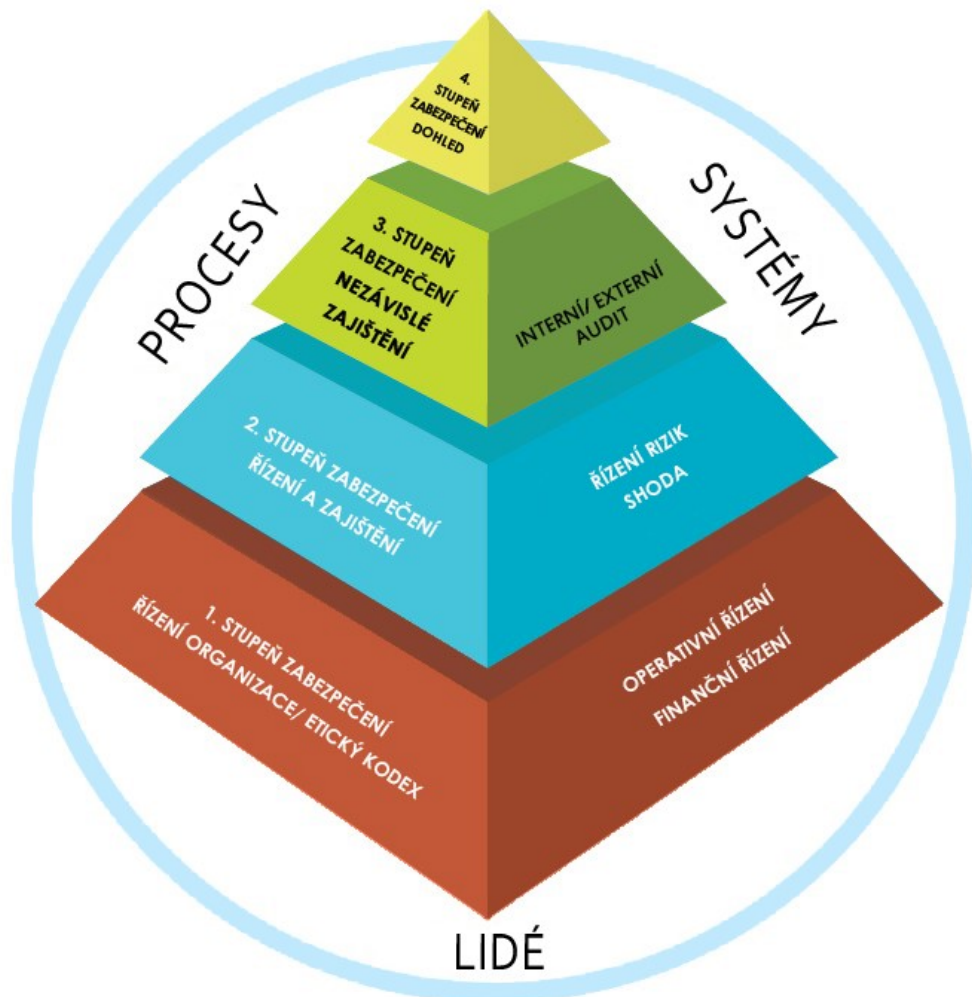 4.
STUPEŇ
ZABEZPEČENÍ
DOHLED
PROCESY
SYSTÉMY
3. STUPEŇ
ZABEZPEČENÍ
NEZÁVISLÉ
ZAJIŠTĚNÍ
INTERNÍ/ EXTERNÍ
AUDIT
2. STUPEŇ ZABEZPEČENÍ
ŘÍZENÍ A ZAJIŠTĚNÍ
ŘÍZENÍ RIZIK
SHODA
1. STUPEŇ ZABEZPEČENÍ
ŘÍZENÍ ORGANIZACE/ ETICKÝ KODEX
OPERATIVNÍ ŘÍZENÍ
FINANČNÍ ŘÍZENÍ
LIDÉ